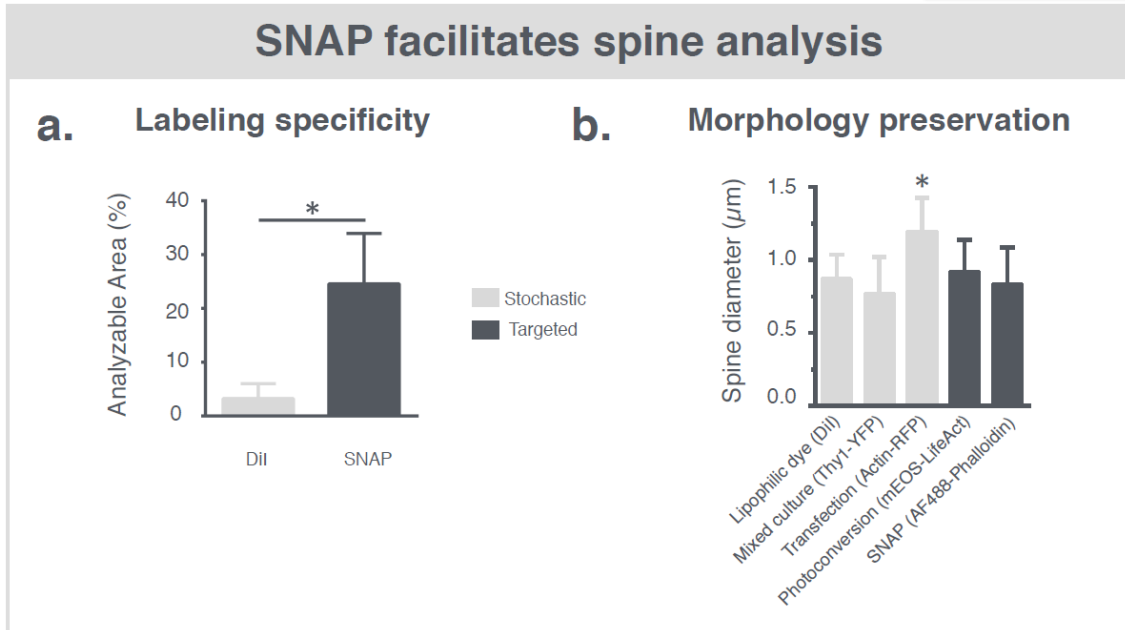 SNAP facilitates spine analysis
a. Labeling specificity
Analyzable Area (%)
40
30
20
10
0
*
DiI
SNAP
Stochastic
Targeted
b. Morphology preservation
Spine diameter (µm)
1.5
1.0
0.5
0.0
*
Lipophilic dye (DiI)
Mixed culture (Thy1-YFP)
Transfection (Actin-RFP)
Photoconversion (mEOS-LifeAct)
SNAP (AF488-Phalloidin)